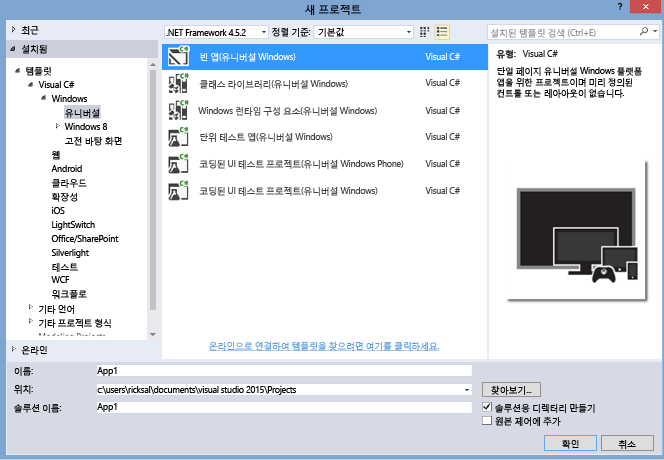 새 프로젝트
? ×
최근
.NET Framework 4.5.2 정렬 기준: 기본값
설치된 템플릿 검색 (Ctrl+E)
설치됨
템플릿
Visual C#
Windows
유니버설
Windows 8
고전 바탕 화면
웹
Android
클라우드
확장성
iOS
LightSwitch
Office/SharePoint
Silverlight
테스트
WCF
워크플로
기타 언어
기타 프로젝트 형식
Modeling Projects
온라인
빈 앱(유니버설 Windows) Visual C#
클래스 라이브러리(유니버설 Windows) Visual C#
Windows 런타임 구성 요소(유니버설 Windows) Visual C#
단위 테스트 앱(유니버설 Windows) Visual C#
코딩된 UI 테스트 프로젝트(유니버설 Windows Phone) Visual C#
코딩된 UI 테스트 프로젝트(유니버설 Windows) Visual C#
온라인으로 연결하여 템플릿을 찾으려면 여기를 클릭하세요.
유형: Visual C#
단일 페이지 유니버설 Windows 플랫폼
앱을 위한 프로젝트이며 미리 정의된
컨트롤 또는 레이아웃이 없습니다.
이름: App1
위치: c:\users\ricksal\documents\visual studio 2015\Projects
찾아보기...
솔루션 이름: App1
솔루션용 디렉터리 만들기
원본 제어에 추가
확인 취소